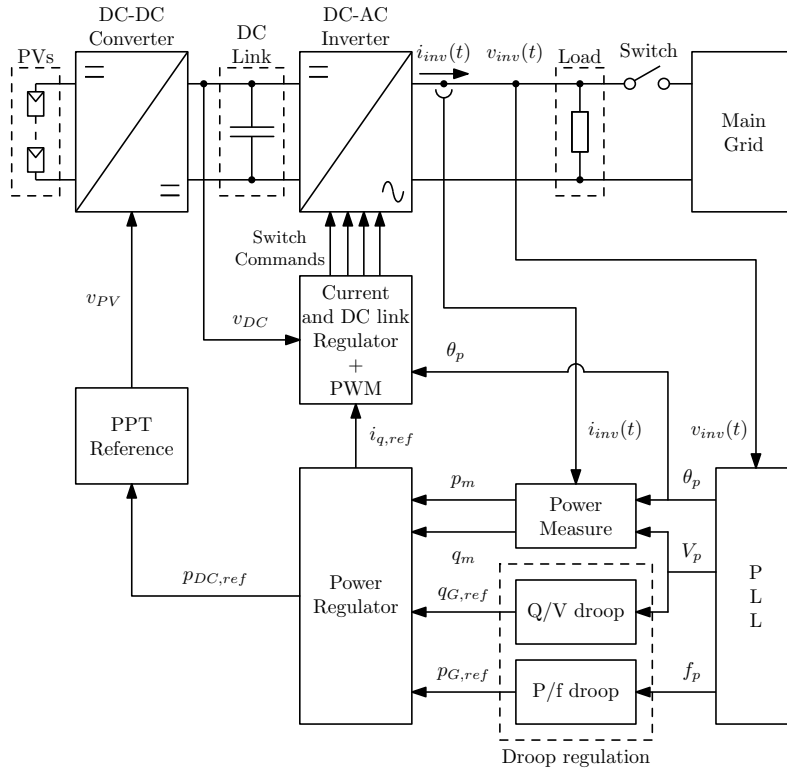 DC-DC
Converter
PVs
DC
Link
DC-AC
Inverter
i_{inv}(t)
v_{inv}(t)
Load
Switch
Main
Grid
Switch
Commands
v_{PV}
v_{DC}
Current
and DC link
Regulator
+
PWM
θ_p
PPT
Reference
i_{q,ref}
i_{inv}(t)
v_{inv}(t)
p_m
Power
Measure
θ_p
q_m
V_p
p_{DC,ref}
Power
Regulator
q_{G,ref}
Q/V droop
P
L
L
p_{G,ref}
P/f droop
f_p
Droop regulation